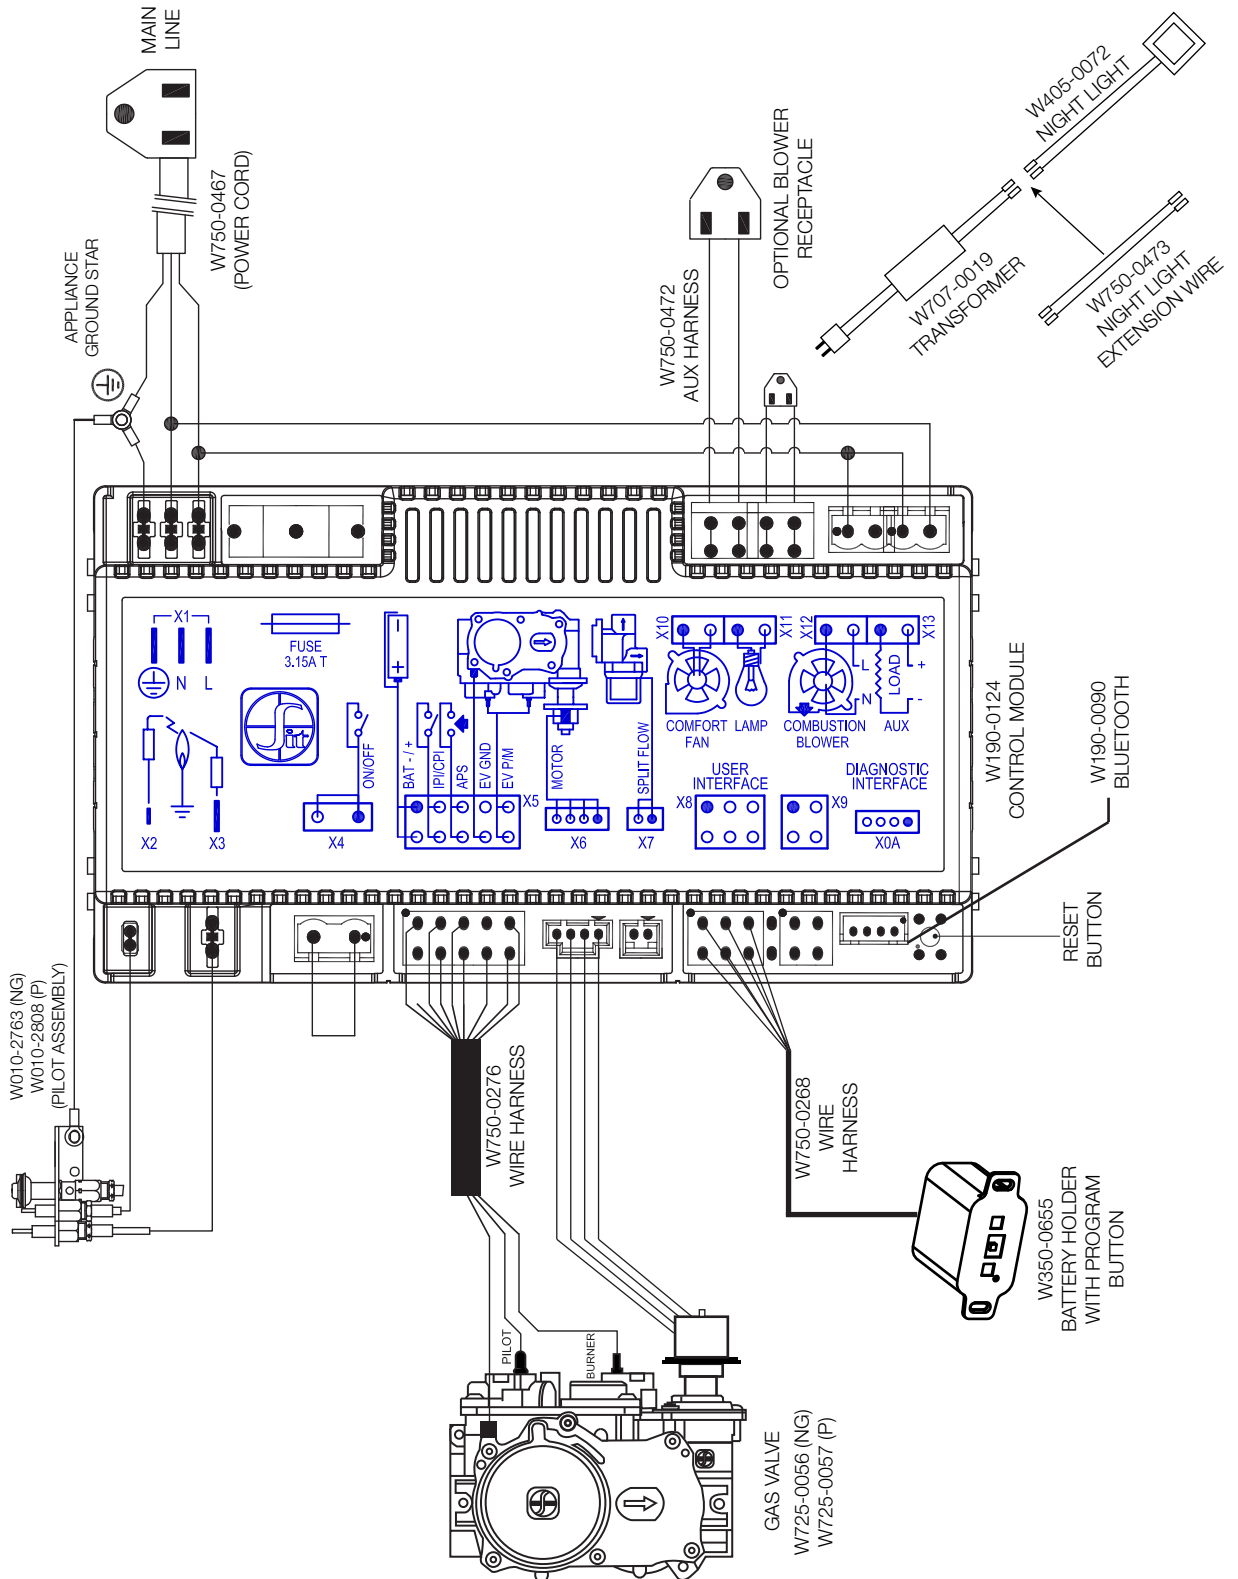 MAIN
LINE
W750-0467
(POWER CORD)
APPLIANCE
GROUND STAR
W750-0472
AUX HARNESS
OPTIONAL BLOWER
RECEPTACLE
W405-0072
NIGHT LIGHT
W707-0019
TRANSFORMER
W750-0473
NIGHT LIGHT
EXTENSION WIRE
X1
N
L
FUSE
3.15A T
Sit
- +
X10
X11
X12
X13
COMFORT
FAN
LAMP
COMBUSTION
BLOWER
L
N
LOAD
+
-
AUX
X2
X3
ON/OFF
X4
BAT - / +
IPI/CPI
APS
EV GND
EV P/M
X5
MOTOR
X6
SPLIT FLOW
X7
USER
INTERFACE
X8
X9
DIAGNOSTIC
INTERFACE
X0A
W190-0124
CONTROL MODULE
W190-0090
BLUETOOTH
RESET
BUTTON
W010-2763 (NG)
W010-2808 (P)
(PILOT ASSEMBLY)
W750-0276
WIRE HARNESS
W750-0268
WIRE
HARNESS
W350-0655
BATTERY HOLDER
WITH PROGRAM
BUTTON
PILOT
BURNER
GAS VALVE
W725-0056 (NG)
W725-0057 (P)